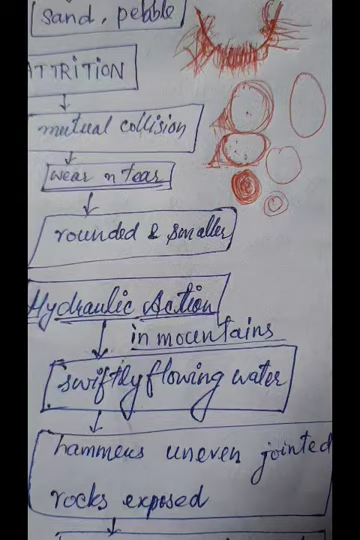 sand, pebble
ATTRITION
mutual collision
wear n tear
rounded & smaller
Hydraulic Action
in mountains
swiftly flowing water
hammers uneven jointed
rocks exposed